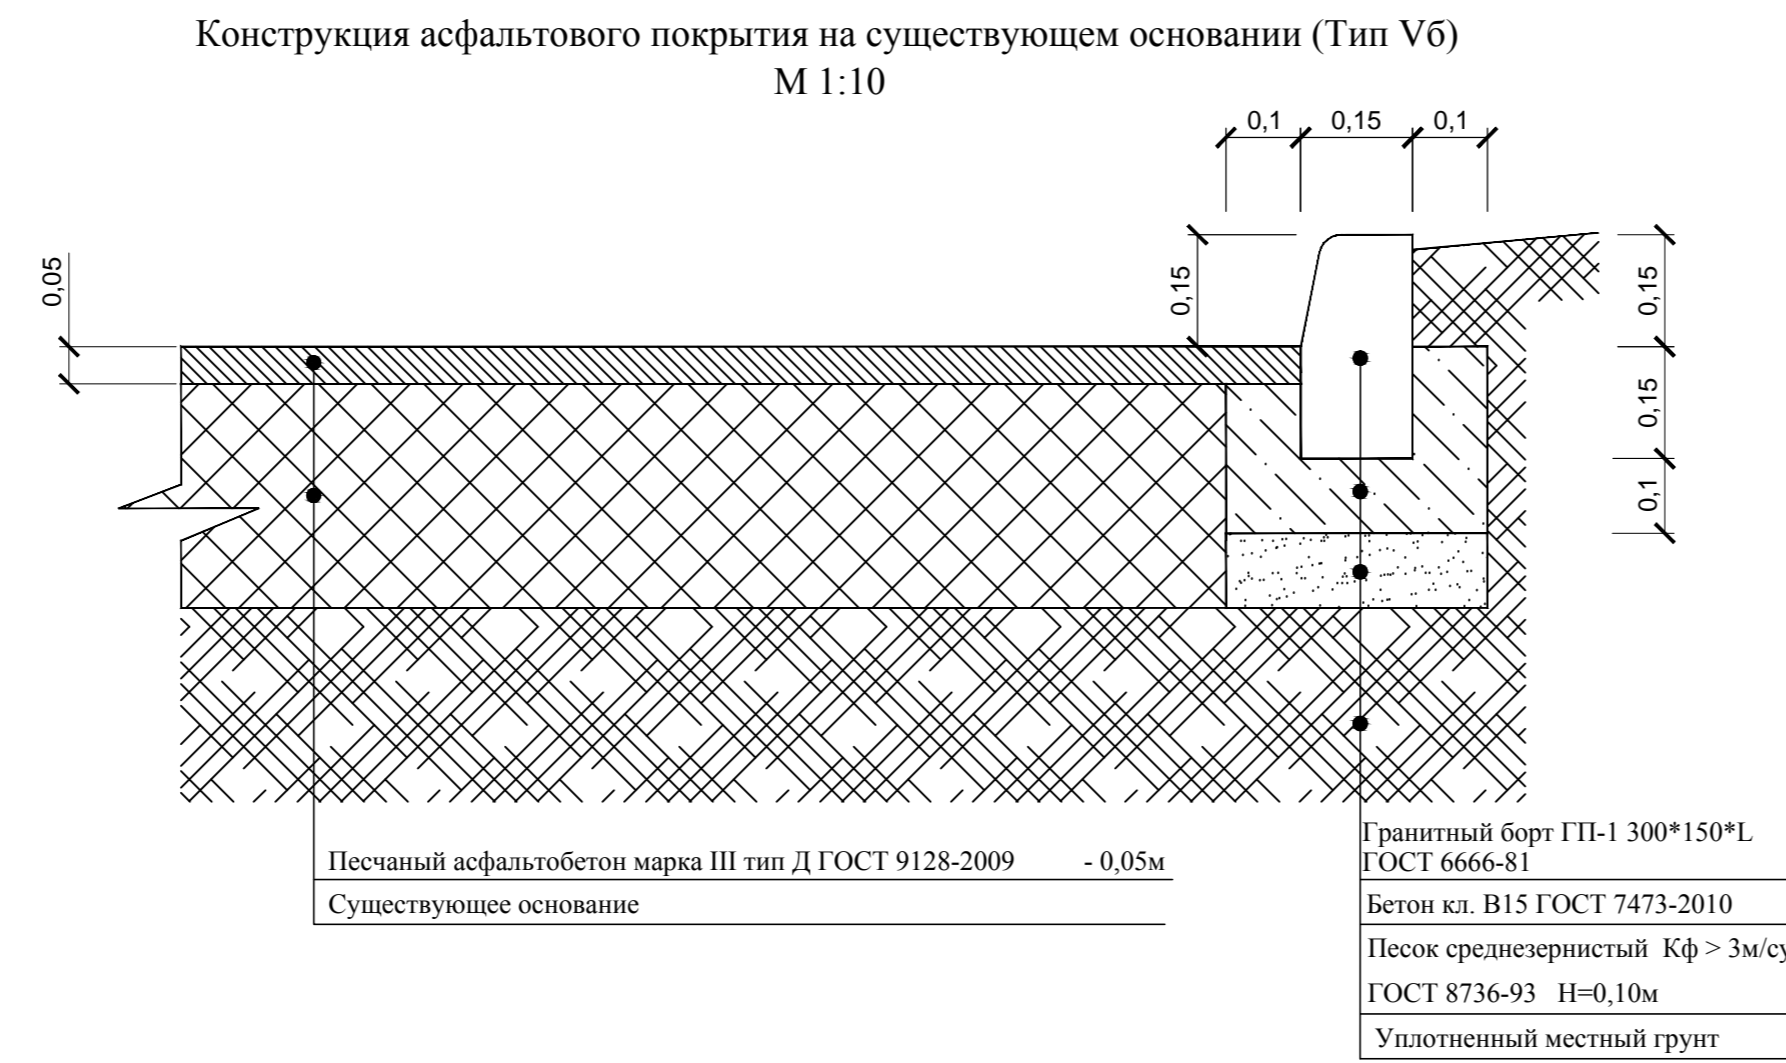 Конструкция асфальтового покрытия на существующем основании (Тип Vб)
М 1:10
0,1 0,15 0,1
0,05
0,15
0,15
0,15
0,1
Песчаный асфальтобетон марка III тип Д ГОСТ 9128-2009 - 0,05м
Существующее основание
Гранитный борт ГП-1 300*150*L
ГОСТ 6666-81
Бетон кл. В15 ГОСТ 7473-2010
Песок среднезернистый Кф > 3м/су
ГОСТ 8736-93 Н=0,10м
Уплотненный местный грунт